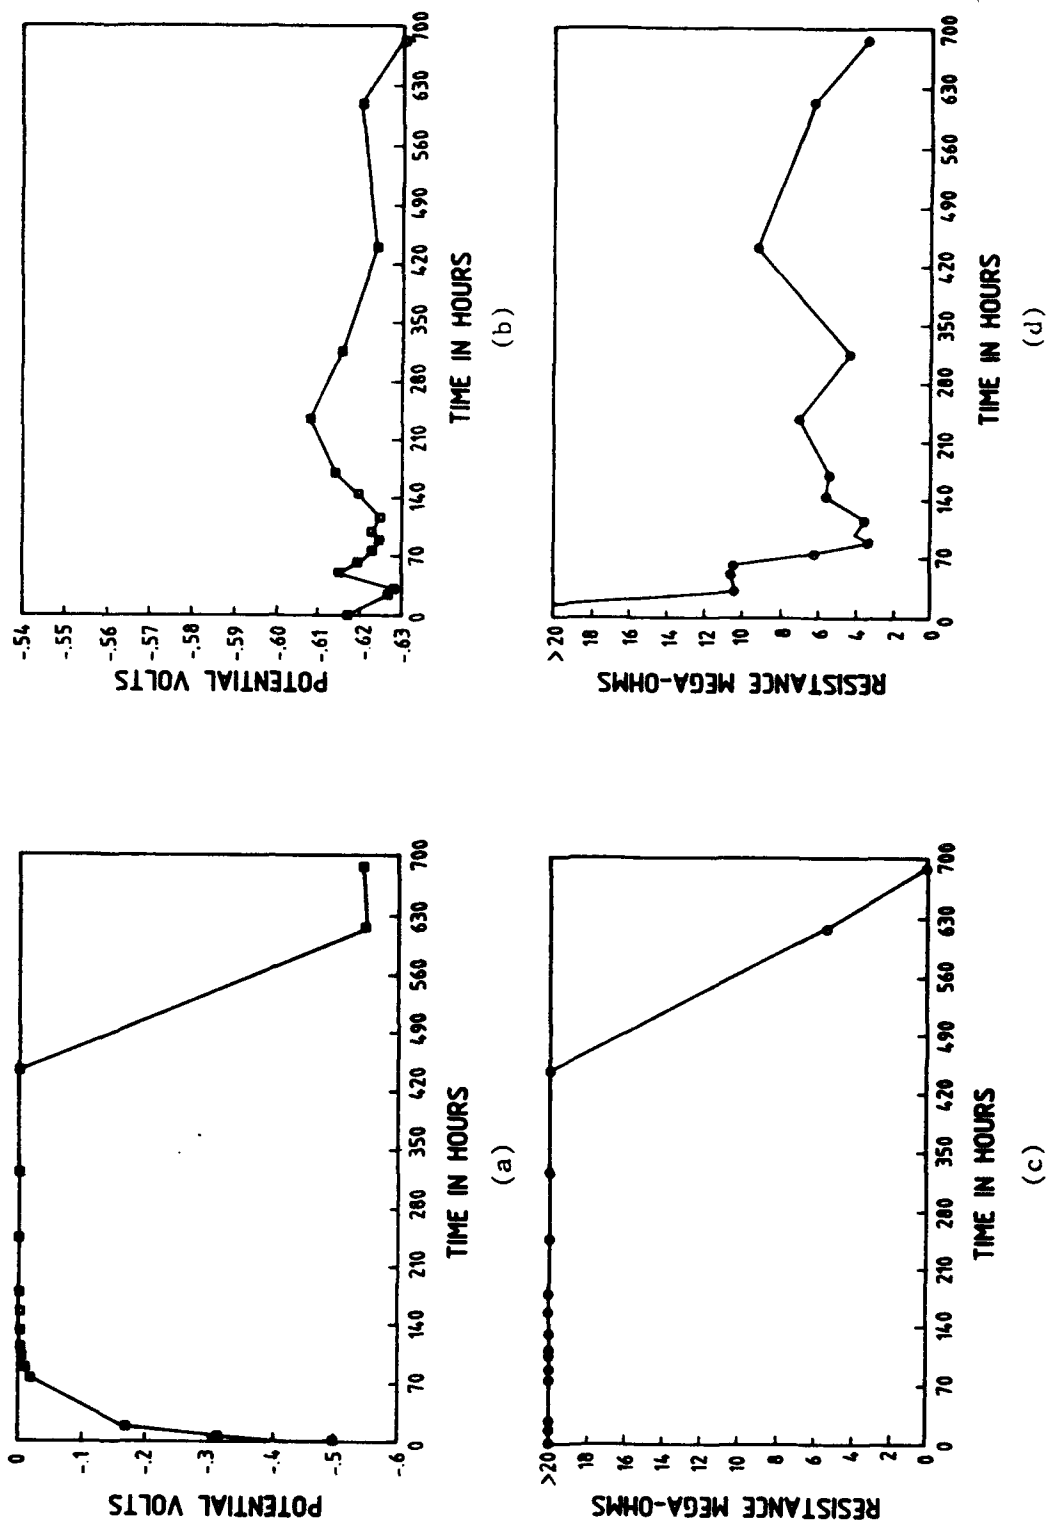 POTENTIAL VOLTS
0
-.1
-.2
-.3
-.4
-.5
-.6
0 70 140 210 280 350 420 490 560 630 700
TIME IN HOURS
(a)
POTENTIAL VOLTS
-.54
-.55
-.56
-.57
-.58
-.59
-.60
-.61
-.62
-.63
0 70 140 210 280 350 420 490 560 630 700
TIME IN HOURS
(b)
RESISTANCE MEGA-OHMS
>20
18
16
14
12
10
8
6
4
2
0
0 70 140 210 280 350 420 490 560 630 700
TIME IN HOURS
(c)
RESISTANCE MEGA-OHMS
>20
18
16
14
12
10
8
6
4
2
0
0 70 140 210 280 350 420 490 560 630 700
TIME IN HOURS
(d)